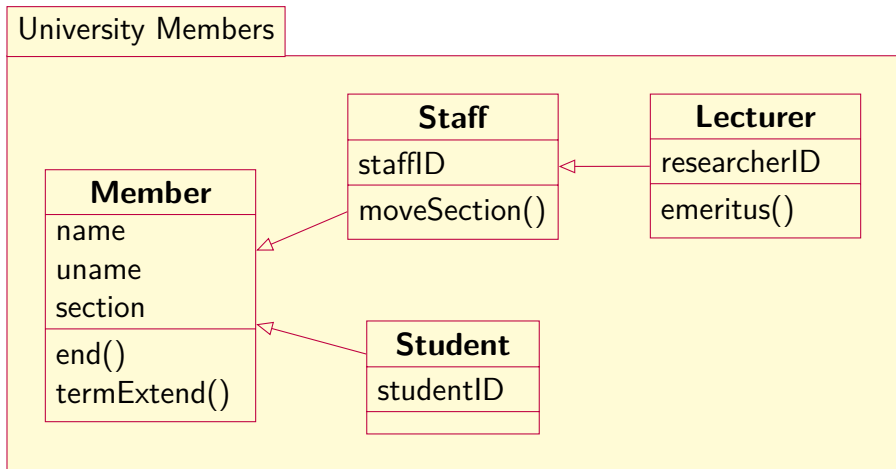 University Members
Staff
staffID
moveSection()
Lecturer
researcherID
emeritus()
Member
name
uname
section
end()
termExtend()
Student
studentID